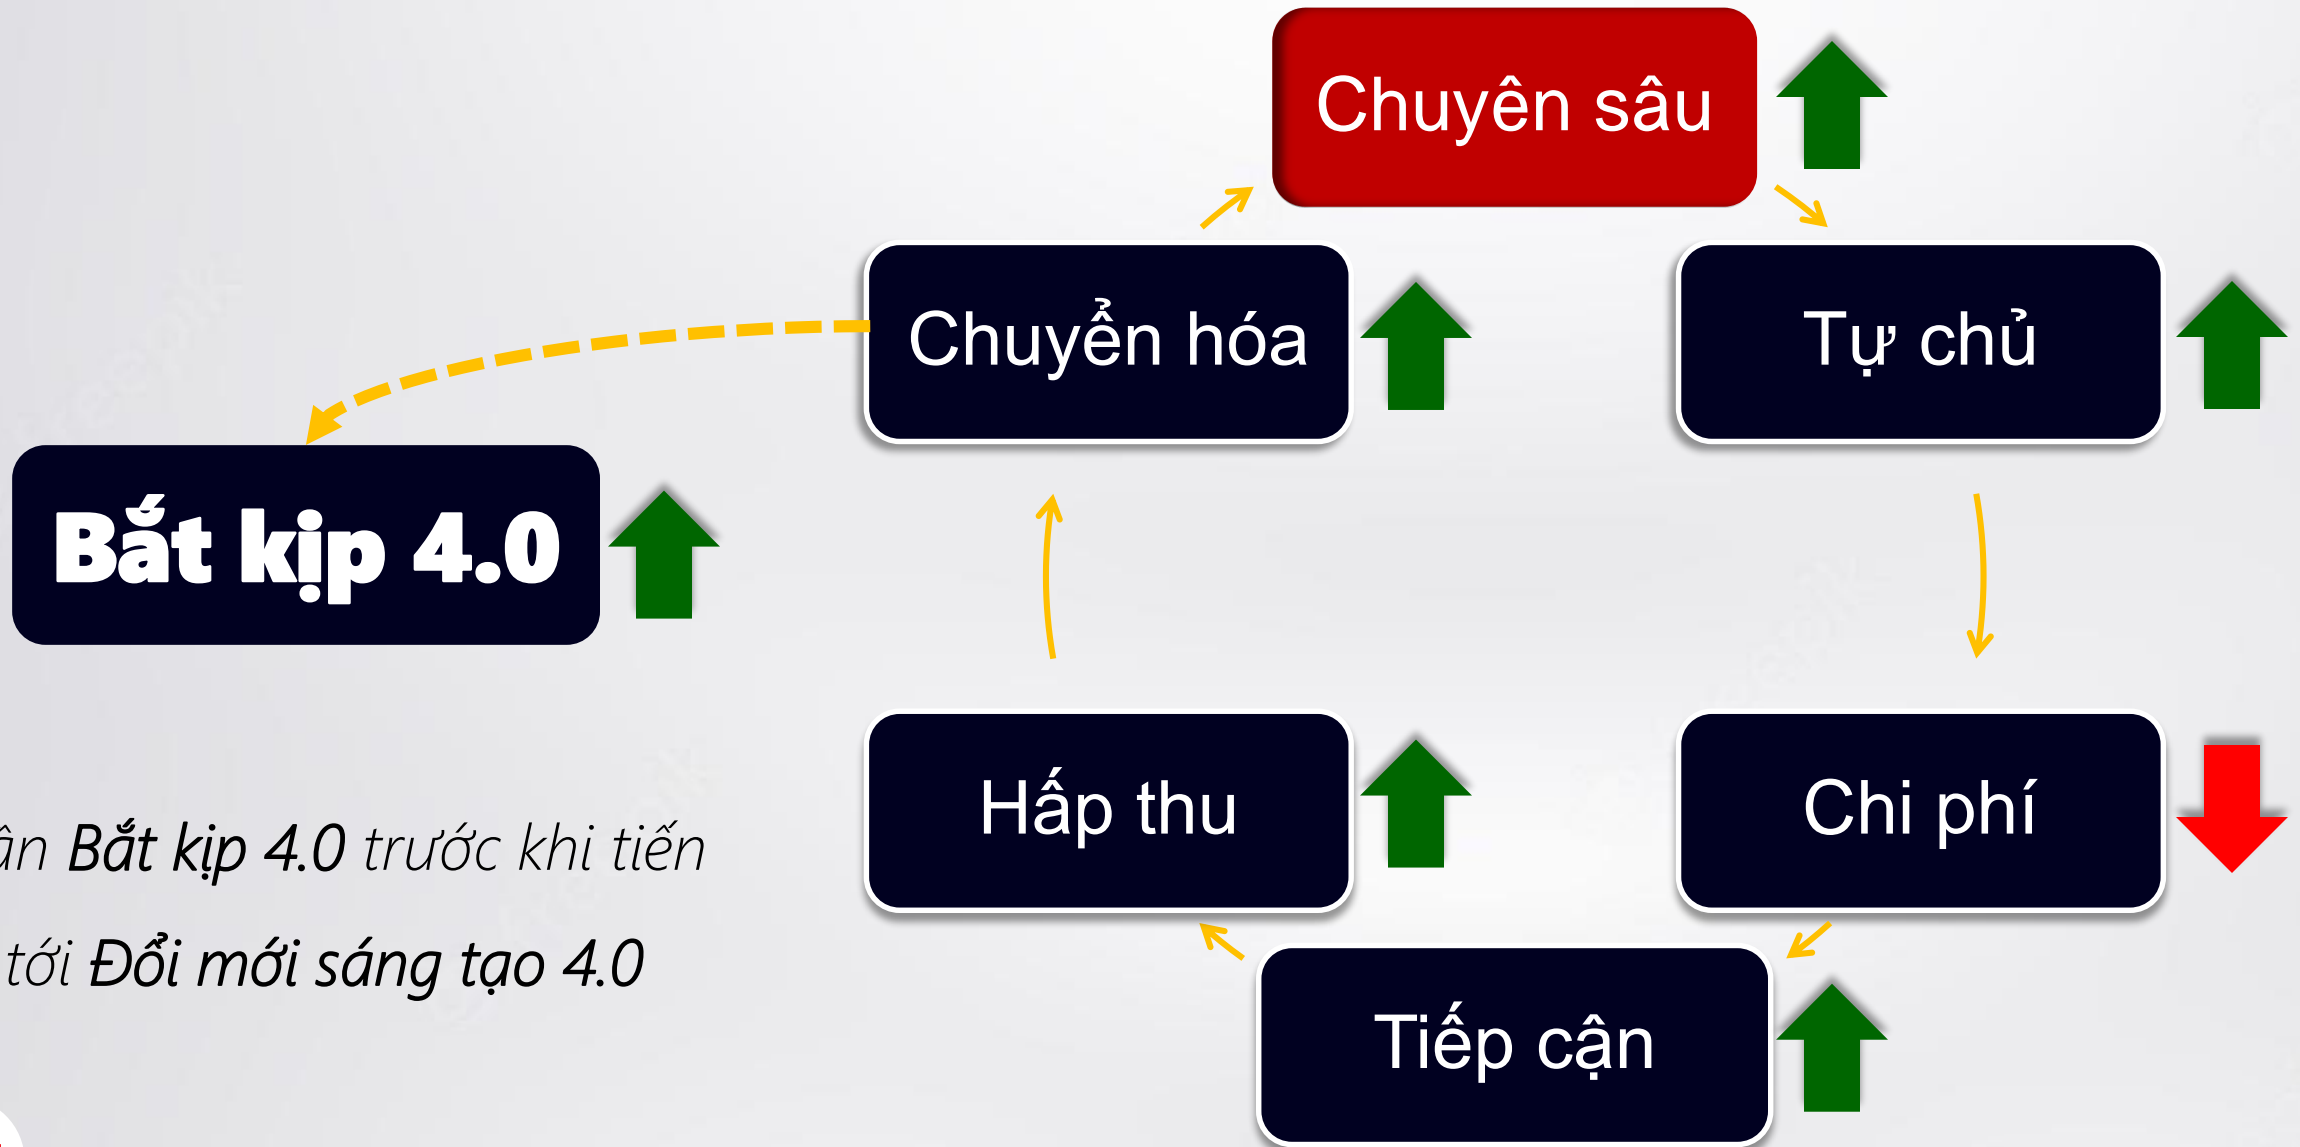 Chuyên sâu
Chuyển hóa
Tự chủ
Bắt kịp 4.0
Hấp thu
Chi phí
Bắt kịp 4.0 trước khi tiến
tới Đổi mới sáng tạo 4.0
Tiếp cận